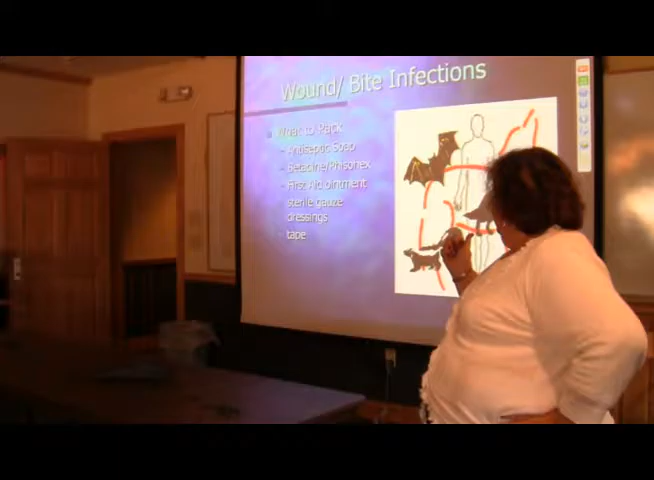 Wound/ Bite Infections
What to Pack
- Antiseptic Soap
- Betadine/Phisohex
- First Aid ointment
- sterile gauze
dressings
- tape